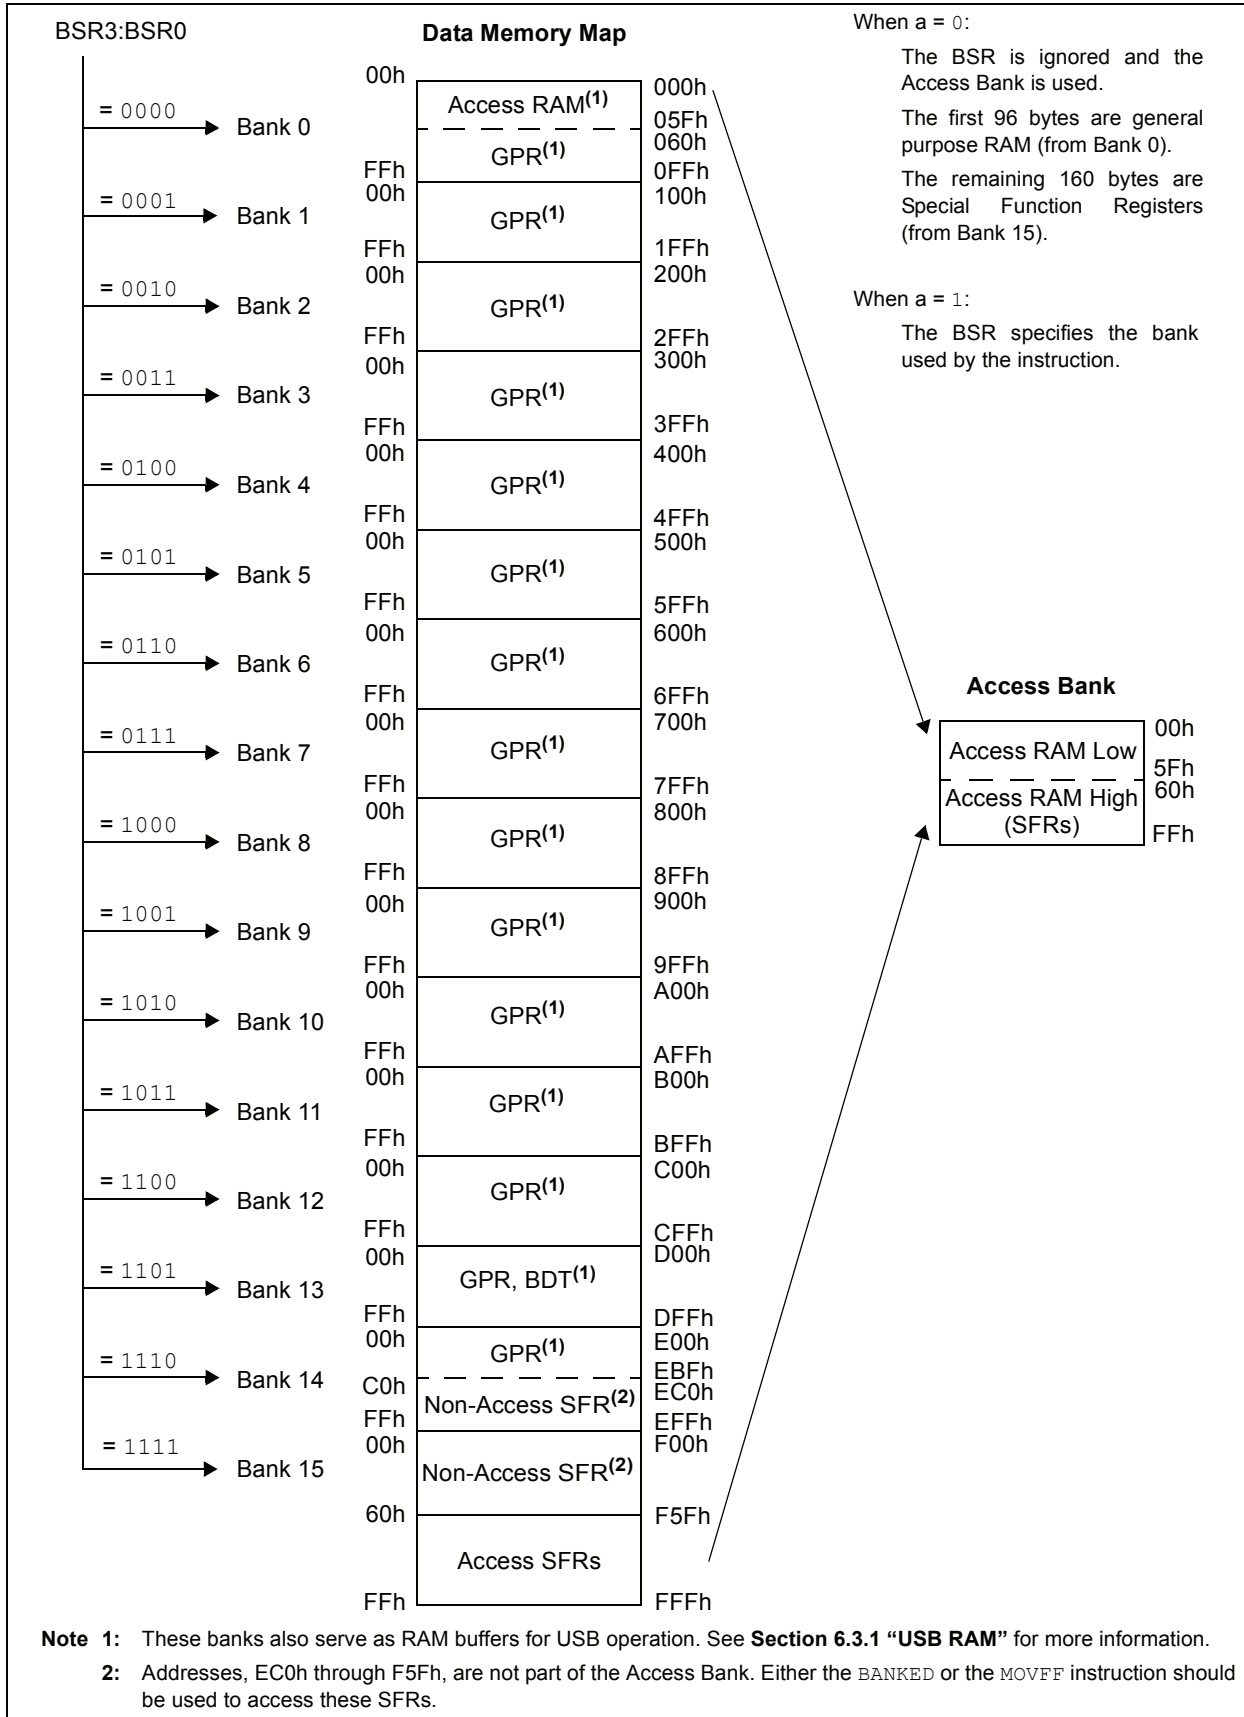 BSR3:BSR0
Data Memory Map
When a = 0:
The BSR is ignored and the
Access Bank is used.
The first 96 bytes are general
purpose RAM (from Bank 0).
The remaining 160 bytes are
Special Function Registers
(from Bank 15).
When a = 1:
The BSR specifies the bank
used by the instruction.
= 0000
Bank 0
00h
Access RAM(1)
000h
05Fh
060h
GPR(1)
FFh
0FFh
= 0001
Bank 1
00h
GPR(1)
100h
FFh
1FFh
= 0010
Bank 2
00h
GPR(1)
200h
FFh
2FFh
= 0011
Bank 3
00h
GPR(1)
300h
FFh
3FFh
= 0100
Bank 4
00h
GPR(1)
400h
FFh
4FFh
= 0101
Bank 5
00h
GPR(1)
500h
FFh
5FFh
= 0110
Bank 6
00h
GPR(1)
600h
FFh
6FFh
= 0111
Bank 7
00h
GPR(1)
700h
FFh
7FFh
= 1000
Bank 8
00h
GPR(1)
800h
FFh
8FFh
= 1001
Bank 9
00h
GPR(1)
900h
FFh
9FFh
= 1010
Bank 10
00h
GPR(1)
A00h
FFh
AFFh
= 1011
Bank 11
00h
GPR(1)
B00h
FFh
BFFh
= 1100
Bank 12
00h
GPR(1)
C00h
FFh
CFFh
= 1101
Bank 13
00h
GPR, BDT(1)
D00h
FFh
DFFh
= 1110
Bank 14
00h
GPR(1)
E00h
EBFh
C0h
EC0h
Non-Access SFR(2)
FFh
EFFh
= 1111
Bank 15
00h
F00h
Non-Access SFR(2)
60h
F5Fh
Access SFRs
FFh
FFFh
Access Bank
Access RAM Low
00h
5Fh
60h
Access RAM High
(SFRs)
FFh
Note 1: These banks also serve as RAM buffers for USB operation. See Section 6.3.1 “USB RAM” for more information.
2: Addresses, EC0h through F5Fh, are not part of the Access Bank. Either the BANKED or the MOVFF instruction should
be used to access these SFRs.